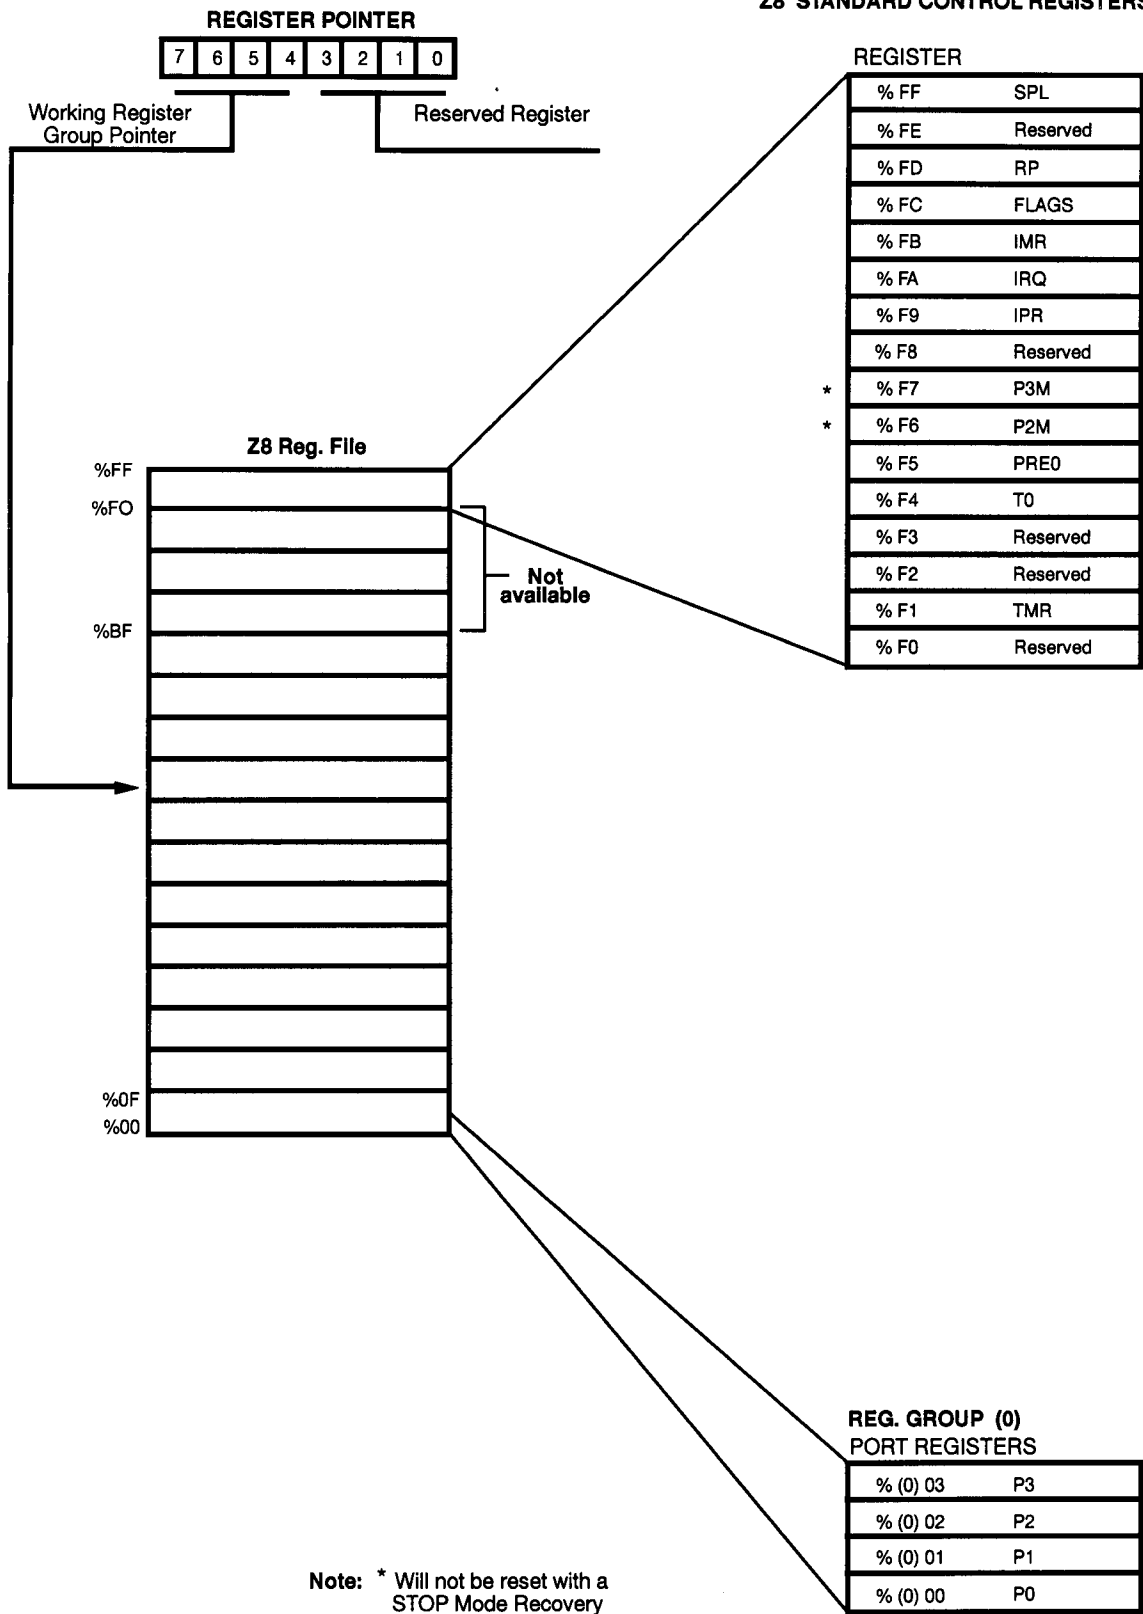 Z8 STANDARD CONTROL REGISTERS
REGISTER POINTER
7 6 5 4 3 2 1 0
Working Register
Group Pointer
Reserved Register
REGISTER
% FF SPL
% FE Reserved
% FD RP
% FC FLAGS
% FB IMR
% FA IRQ
% F9 IPR
% F8 Reserved
* % F7 P3M
* % F6 P2M
% F5 PRE0
% F4 T0
% F3 Reserved
% F2 Reserved
% F1 TMR
% F0 Reserved
Z8 Reg. File
%FF
%FO
Not
available
%BF
%0F
%00
REG. GROUP (0)
PORT REGISTERS
% (0) 03 P3
% (0) 02 P2
% (0) 01 P1
% (0) 00 P0
Note: * Will not be reset with a
STOP Mode Recovery